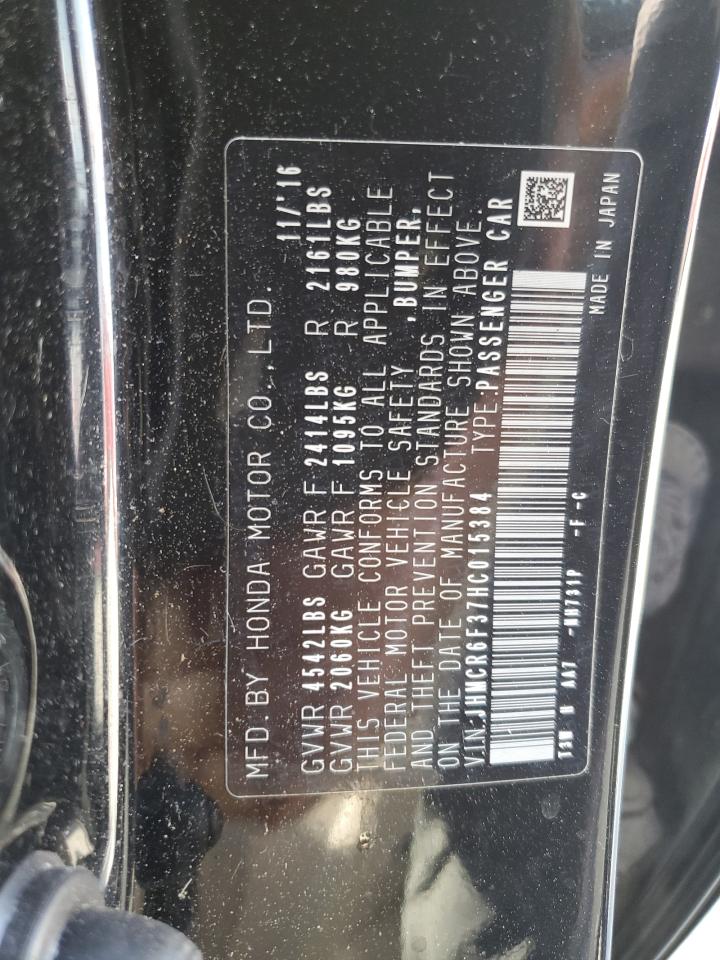 MFD.BY HONDA MOTOR CO.,LTD. 11/'16
GVWR 4542LBS GAWR F 2414LBS R 2161LBS
GVWR 2060KG GAWR F 1095KG R 980KG
THIS VEHICLE CONFORMS TO ALL APPLICABLE
FEDERAL MOTOR VEHICLE SAFETY ,BUMPER,
AND THEFT PREVENTION STANDARDS IN EFFECT
ON THE DATE OF MANUFACTURE SHOWN ABOVE.
VIN:JHMCR6F37HC015384 TYPE:PASSENGER CAR
AA7 -NB731P -F-C MADE IN JAPAN